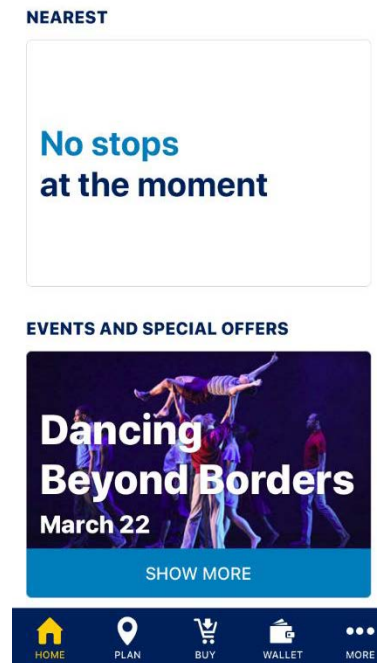 NEAREST
No stops
at the moment
EVENTS AND SPECIAL OFFERS
Dancing
Beyond Borders
March 22
SHOW MORE
HOME PLAN BUY WALLET MORE